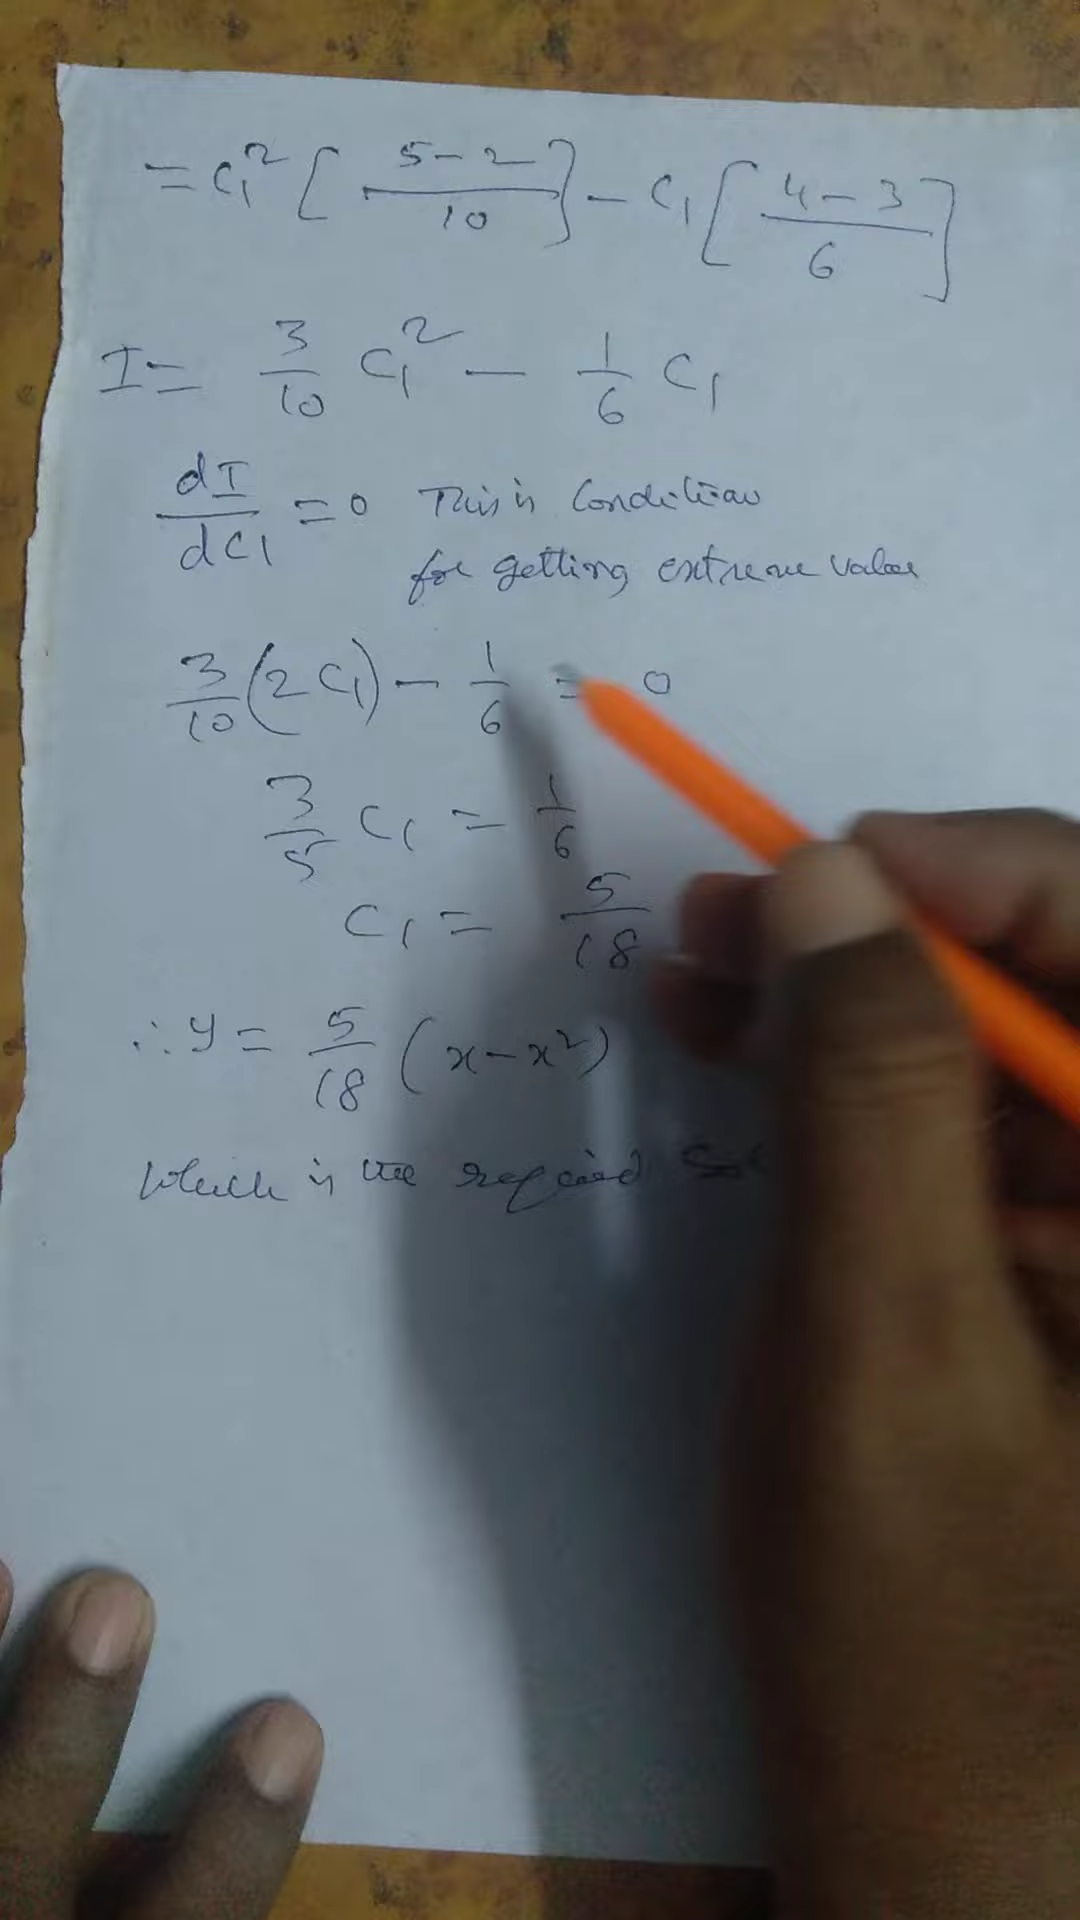 = C₁² [ (5-2)/10 ] - C₁ [ (4-3)/6 ]
I = 3/10 C₁² - 1/6 C₁
dI/dC₁ = 0 This is Condition
for getting extreme value
3/10 (2C₁) - 1/6 = 0
3/5 C₁ = 1/6
C₁ = 5/18
∴ y = 5/18 (x-x²)
which is the required